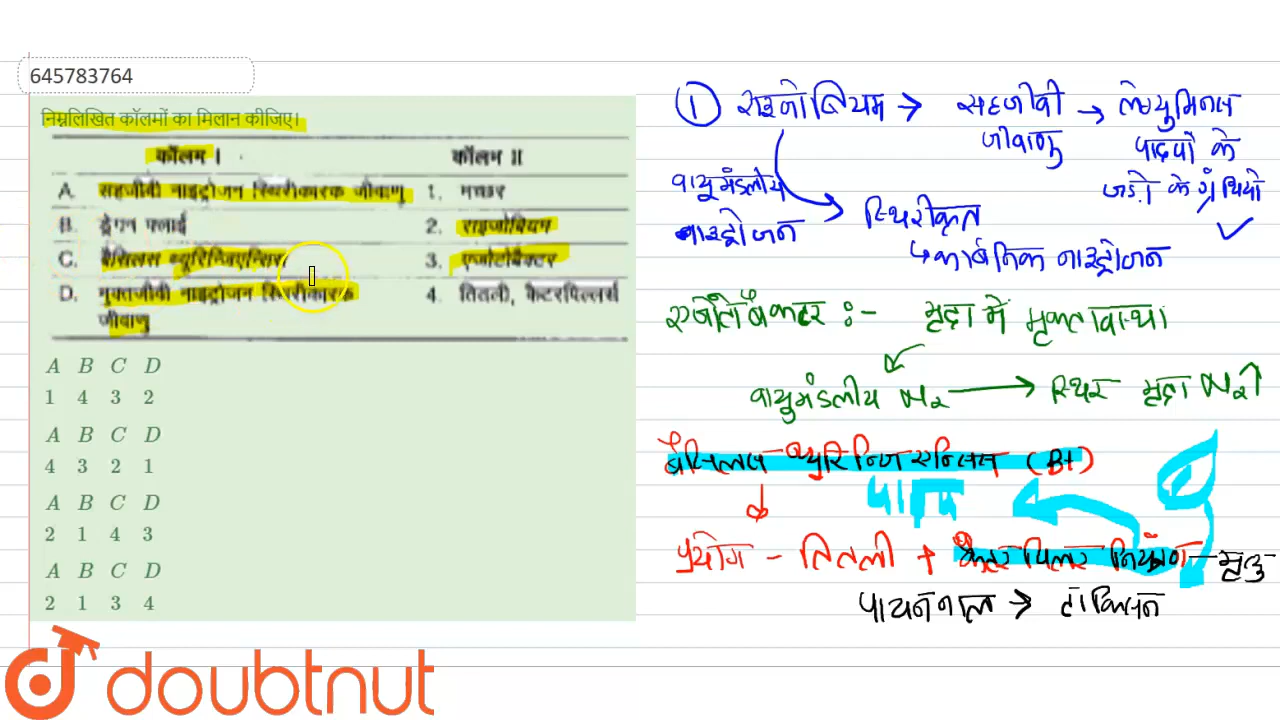 645783764
निम्नलिखित कॉलमों का मिलान कीजिए।
कॉलम I कॉलम II
A. सहजीवी नाइट्रोजन स्थिरीकारक जीवाणु 1. मच्छर
B. ड्रेगन फ्लाई 2. राइजोबियम
C. बैसिलस थ्यूरिन्जिएन्सिस 3. एजोटोबैक्टर
D. मुक्तजीवी नाइट्रोजन स्थिरीकारक 4. तितली, कैटरपिलर्स
जीवाणु
A B C D
1 4 3 2
A B C D
4 3 2 1
A B C D
2 1 4 3
A B C D
2 1 3 4
① राइजोबियम → सहजीवी → लेग्युमिनस
जीवाणु पादपों के
वायुमंडलीय जड़ो के ग्रंथियो
नाइट्रोजन → स्थिरीकृत
कार्बनिक नाइट्रोजन
एजोटोबैक्टर :- मृदा में मुक्तावस्था
वायुमंडलीय N₂ → स्थिर मृदा N₂↑
बैसिलस थ्युरिन्जिएन्सिस (Bt)
पादप
प्रयोग - तितली + कैटरपिलर नियंत्रण - मृत्यु
पाचननाल → टॉक्सिन
doubtnut